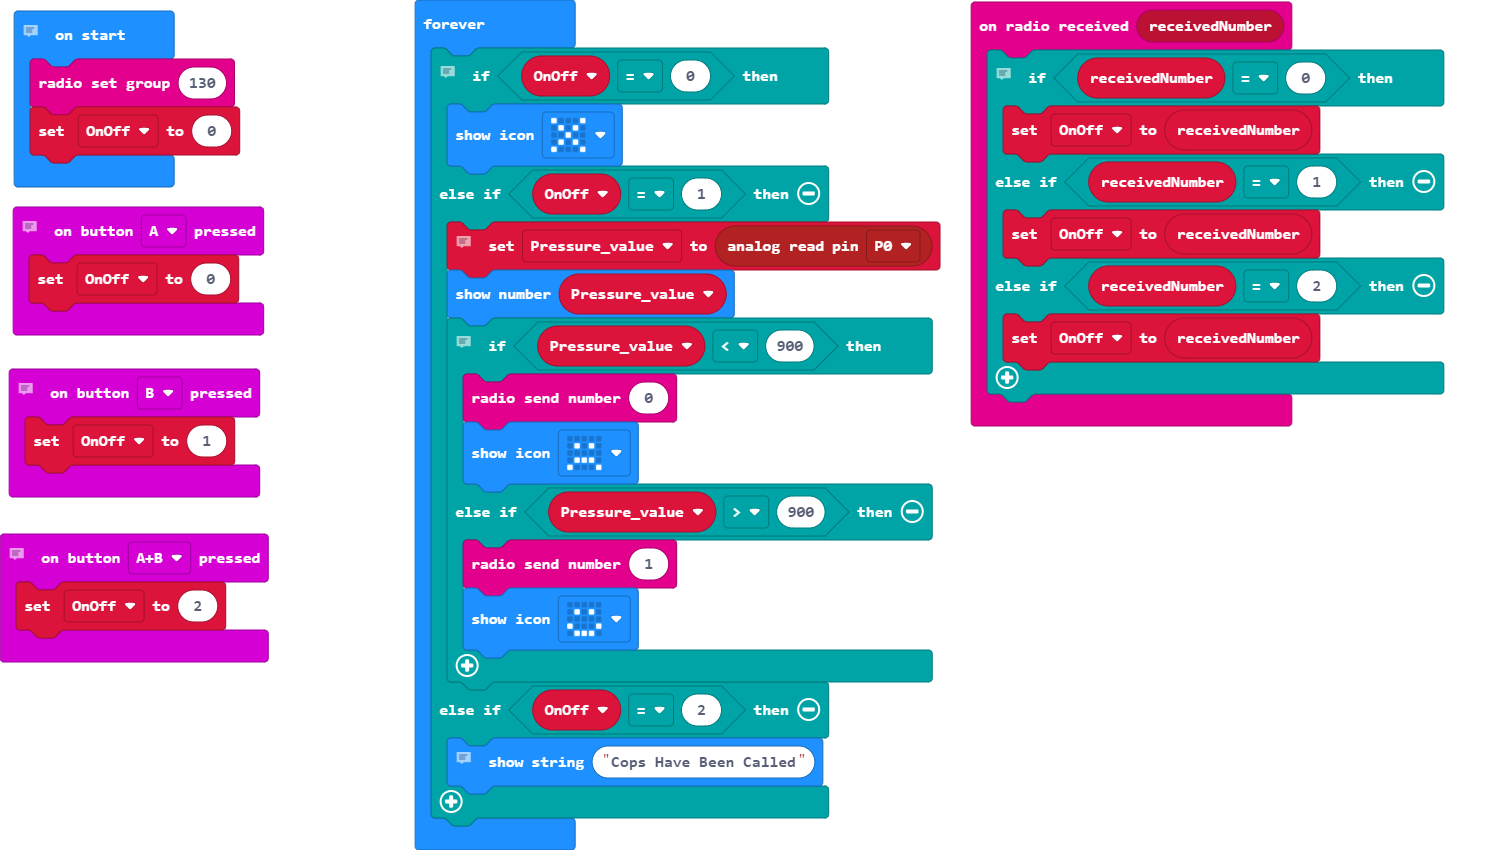 on start
radio set group 130
set OnOff to 0
on button A pressed
set OnOff to 0
on button B pressed
set OnOff to 1
on button A+B pressed
set OnOff to 2
forever
if OnOff = 0 then
show icon
else if OnOff = 1 then
set Pressure_value to analog read pin P0
show number Pressure_value
if Pressure_value < 900 then
radio send number 0
show icon
else if Pressure_value > 900 then
radio send number 1
show icon
else if OnOff = 2 then
show string "Cops Have Been Called"
on radio received receivedNumber
if receivedNumber = 0 then
set OnOff to receivedNumber
else if receivedNumber = 1 then
set OnOff to receivedNumber
else if receivedNumber = 2 then
set OnOff to receivedNumber